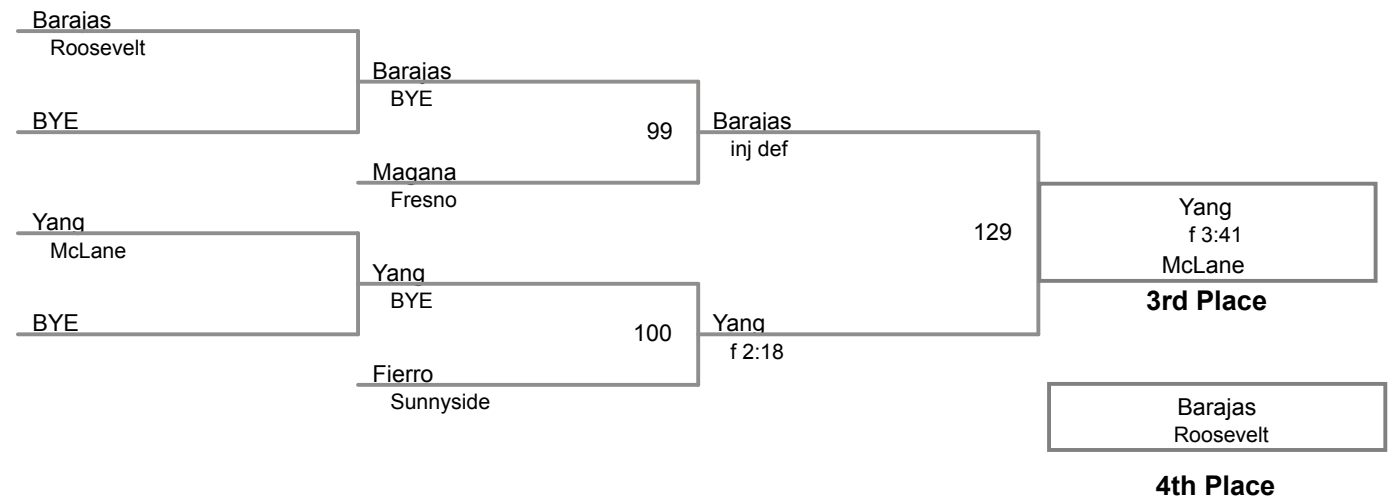 Barajas
Roosevelt
BYE
Yang
McLane
BYE
Barajas
BYE
99
Magana
Fresno
Yang
BYE
100
Fierro
Sunnyside
Barajas
inj def
129
Yang
f 2:18
Yang
f 3:41
McLane
3rd Place
Barajas
Roosevelt
4th Place